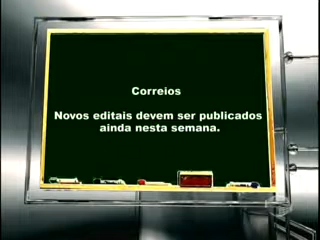 Correios
Novos editais devem ser publicados
ainda nesta semana.